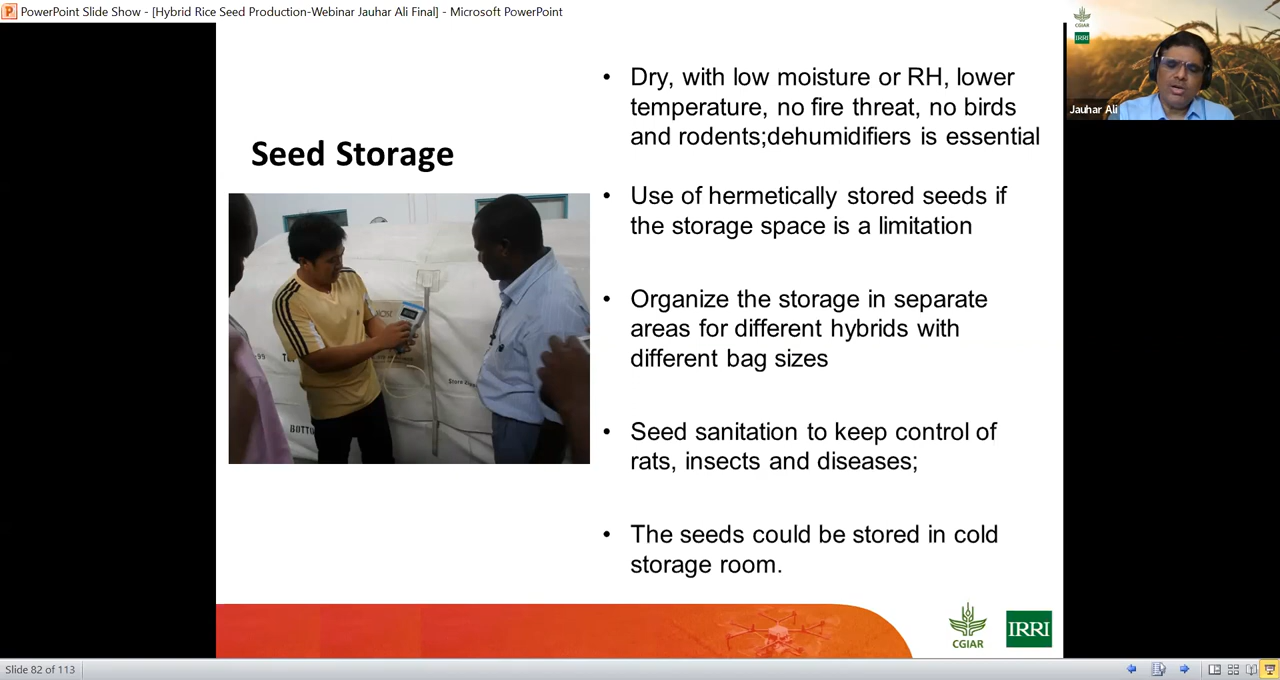 PowerPoint Slide Show - [Hybrid Rice Seed Production-Webinar Jauhar Ali Final] - Microsoft PowerPoint
CGIAR
IRRI
Jauhar Ali
Seed Storage
• Dry, with low moisture or RH, lower
temperature, no fire threat, no birds
and rodents;dehumidifiers is essential
• Use of hermetically stored seeds if
the storage space is a limitation
• Organize the storage in separate
areas for different hybrids with
different bag sizes
• Seed sanitation to keep control of
rats, insects and diseases;
• The seeds could be stored in cold
storage room.
CGIAR
IRRI
Slide 82 of 113